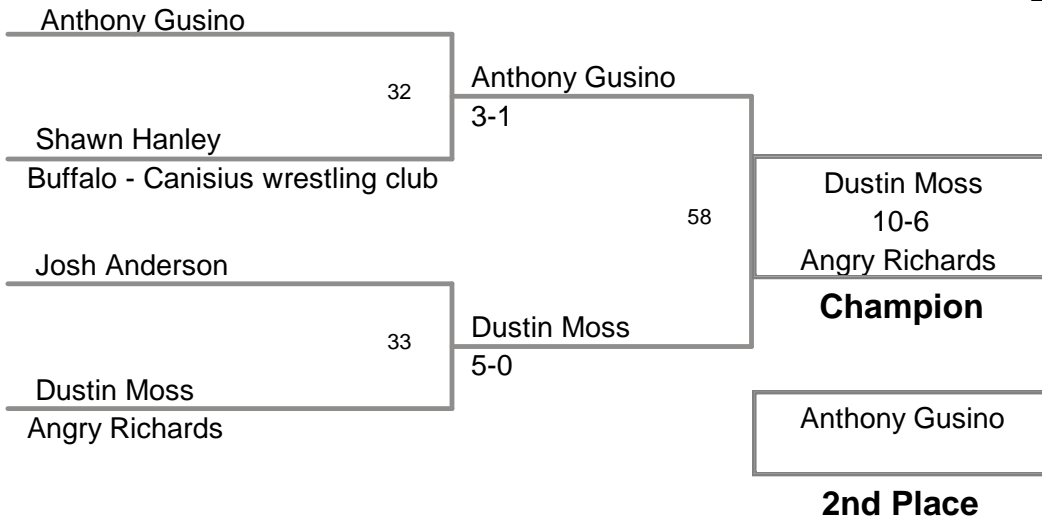 Anthony Gusino
32
Shawn Hanley
Buffalo - Canisius wrestling club
Anthony Gusino
3-1
Josh Anderson
33
Dustin Moss
Angry Richards
Dustin Moss
5-0
58
Dustin Moss
10-6
Angry Richards
Champion
Anthony Gusino
2nd Place